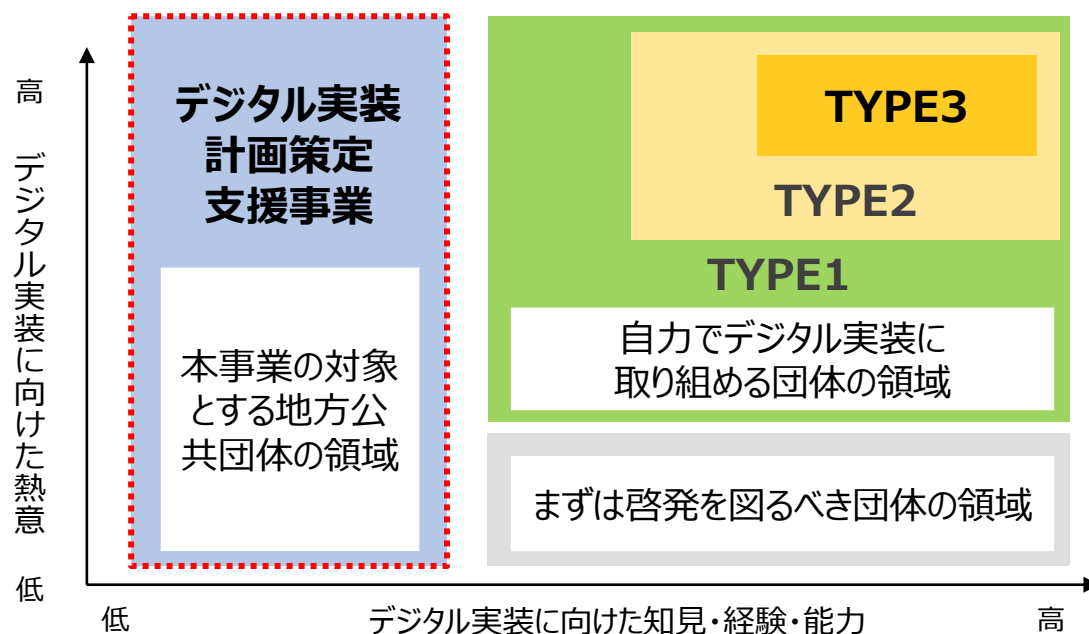 高
デジタル実装に向けた熱意
低
デジタル実装
計画策定
支援事業
本事業の対象
とする地方公
共団体の領域
TYPE3
TYPE2
TYPE1
自力でデジタル実装に
取り組める団体の領域
まずは啓発を図るべき団体の領域
低
デジタル実装に向けた知見・経験・能力
高